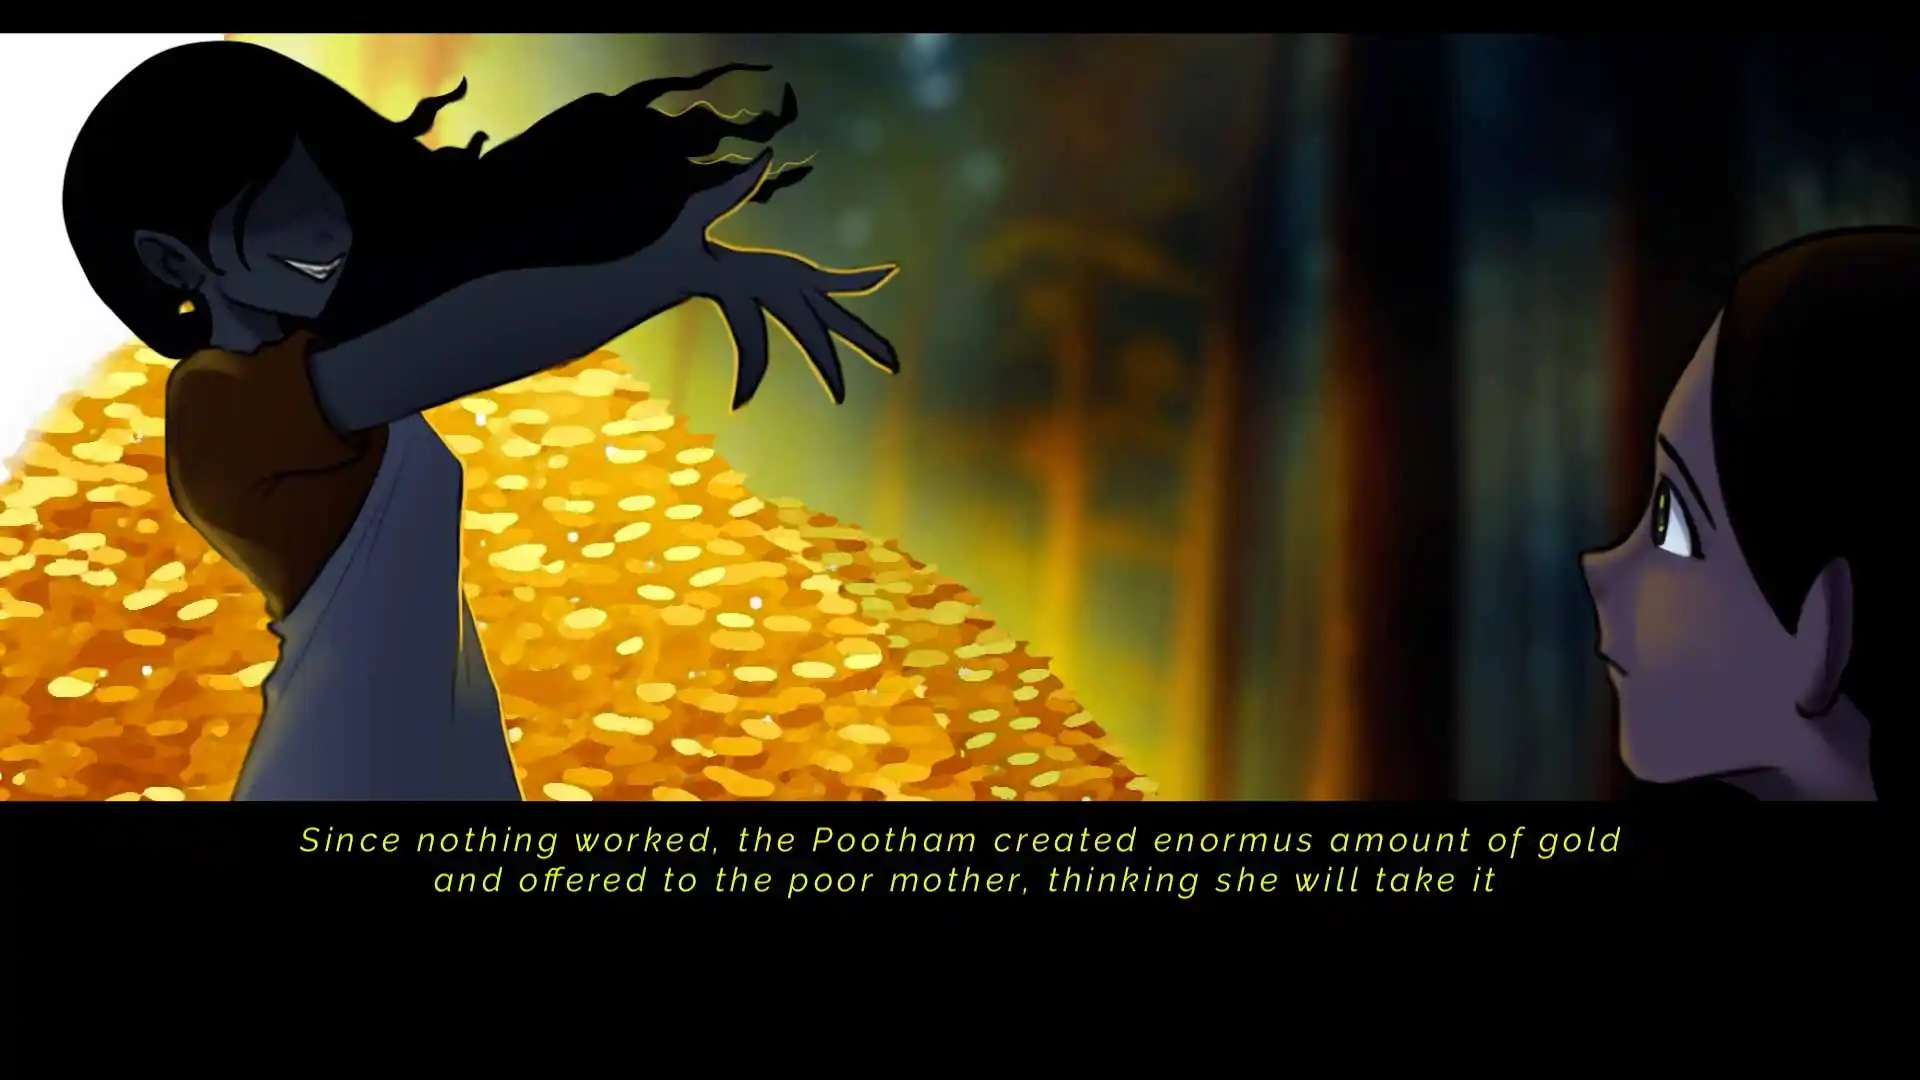 Since nothing worked, the Pootham created enormus amount of gold
and offered to the poor mother, thinking she will take it